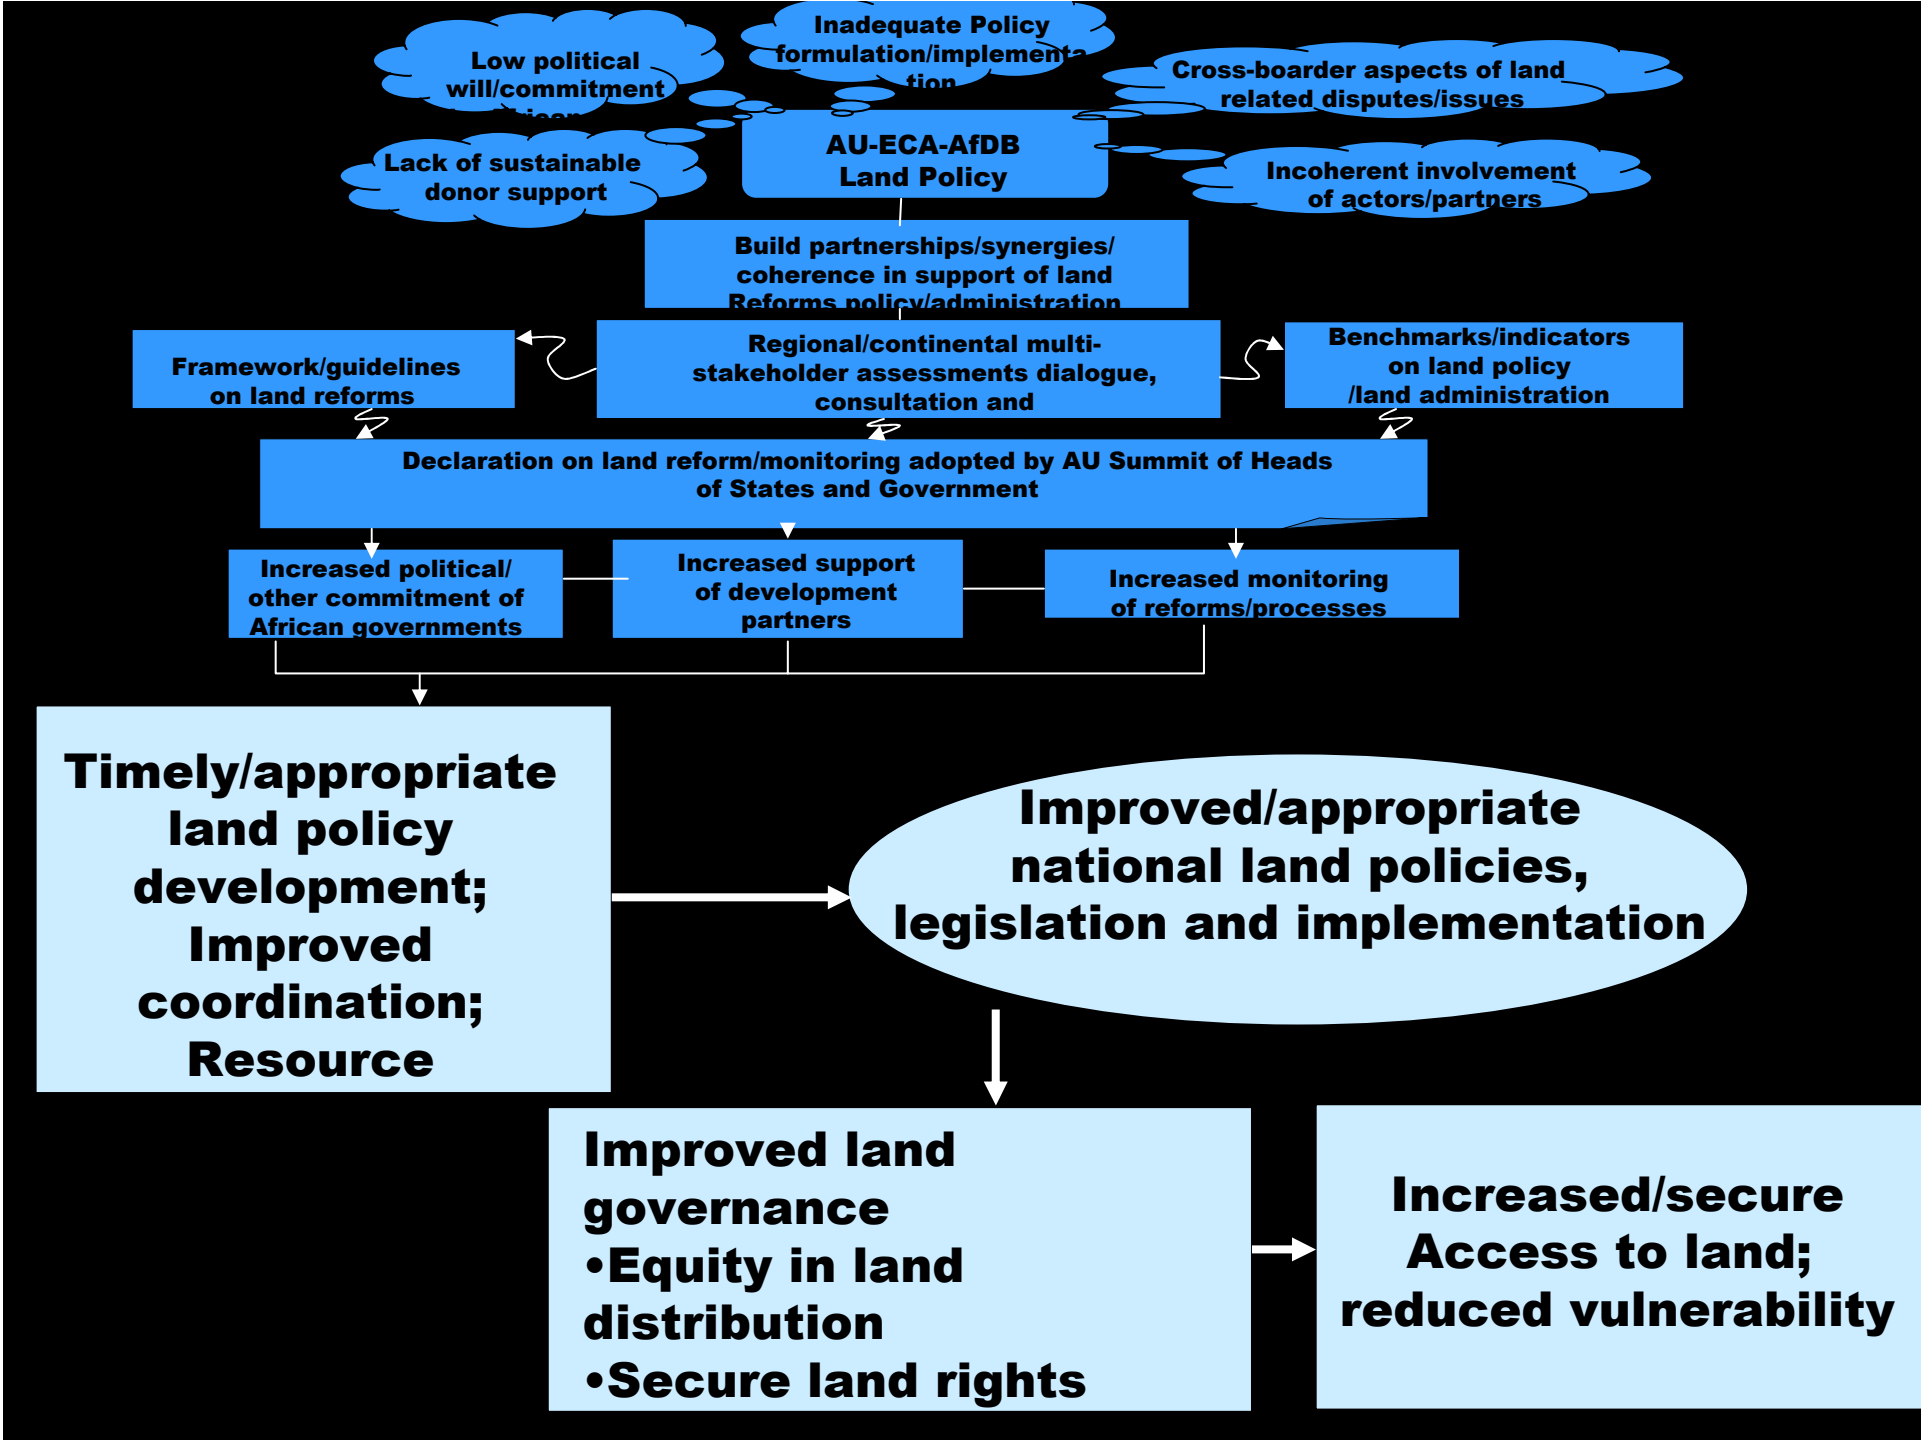 Low political
will/commitment
Inadequate Policy
formulation/implementa
tion
Cross-boarder aspects of land
related disputes/issues
Lack of sustainable
donor support
AU-ECA-AfDB
Land Policy
Incoherent involvement
of actors/partners
Build partnerships/synergies/
coherence in support of land
Reforms policy/administration
Framework/guidelines
on land reforms
Regional/continental multi-
stakeholder assessments dialogue,
consultation and
Benchmarks/indicators
on land policy
/land administration
Declaration on land reform/monitoring adopted by AU Summit of Heads
of States and Government
Increased political/
other commitment of
African governments
Increased support
of development
partners
Increased monitoring
of reforms/processes
Timely/appropriate
land policy
development;
Improved
coordination;
Resource
Improved/appropriate
national land policies,
legislation and implementation
Improved land
governance
•Equity in land
distribution
•Secure land rights
Increased/secure
Access to land;
reduced vulnerability